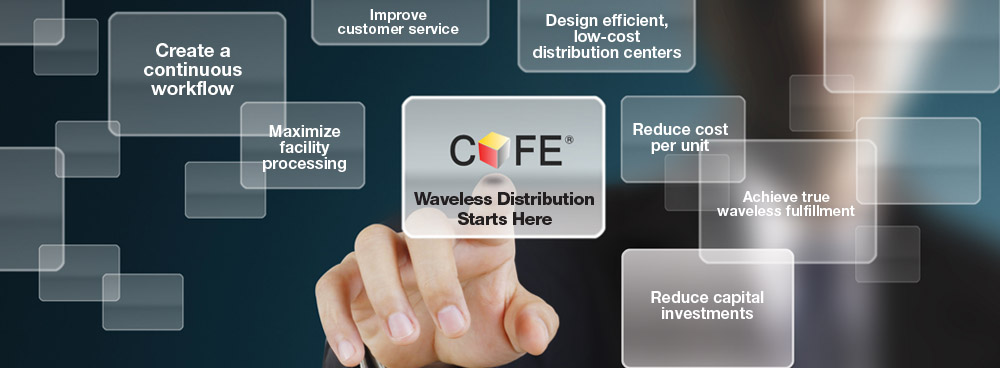 Improve
customer service
Design efficient,
low-cost
distribution centers
Create a
continuous
workflow
Maximize
facility
processing
C FE®
Waveless Distribution
Starts Here
Reduce cost
per unit
Achieve true
waveless fulfillment
Reduce capital
investments